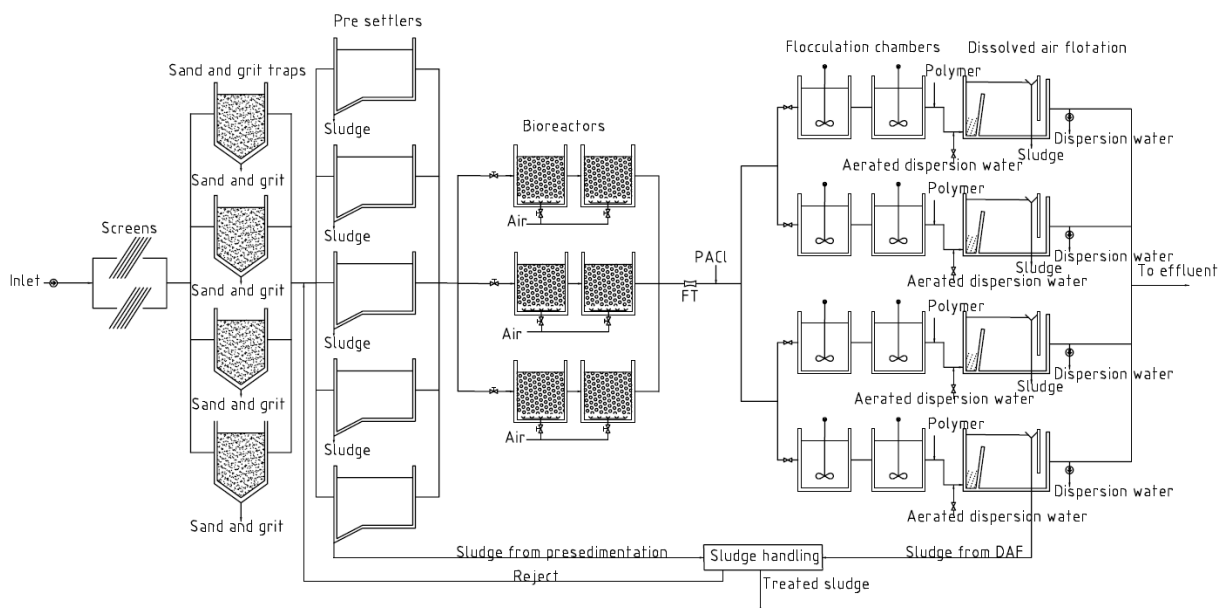 Pre settlers
Flocculation chambers
Dissolved air flotation
Sand and grit traps
Polymer
Sludge
Bioreactors
Dispersion water
Sludge
Aerated dispersion water
Sand and grit
Polymer
Screens
Air
Sludge
Dispersion water
Sludge
PACl
To effluent
Inlet
Sand and grit
Aerated dispersion water
FT
Polymer
Air
Sludge
Dispersion water
Sludge
Aerated dispersion water
Sand and grit
Polymer
Air
Sludge
Dispersion water
Aerated dispersion water
Sand and grit
Sludge from presedimentation
Sludge handling
Sludge from DAF
Reject
Treated sludge